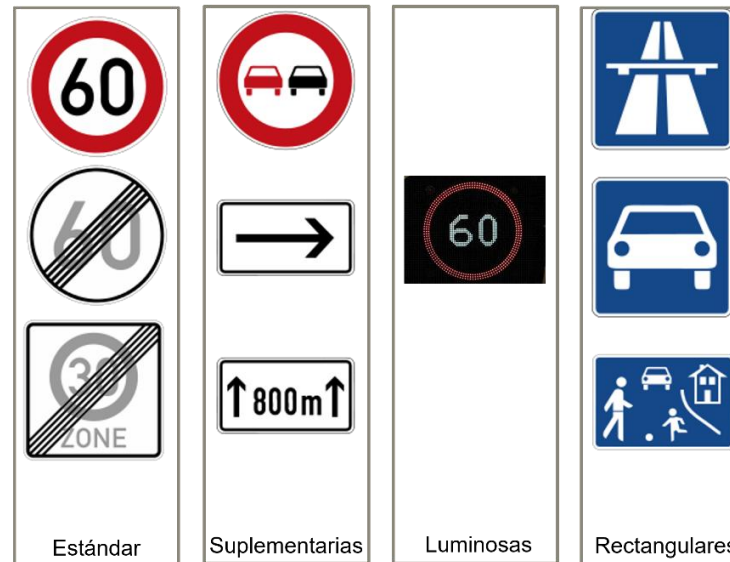 60
60
30
ZONE
Estándar
800m
Suplementarias
60
Luminosas
Rectangulares